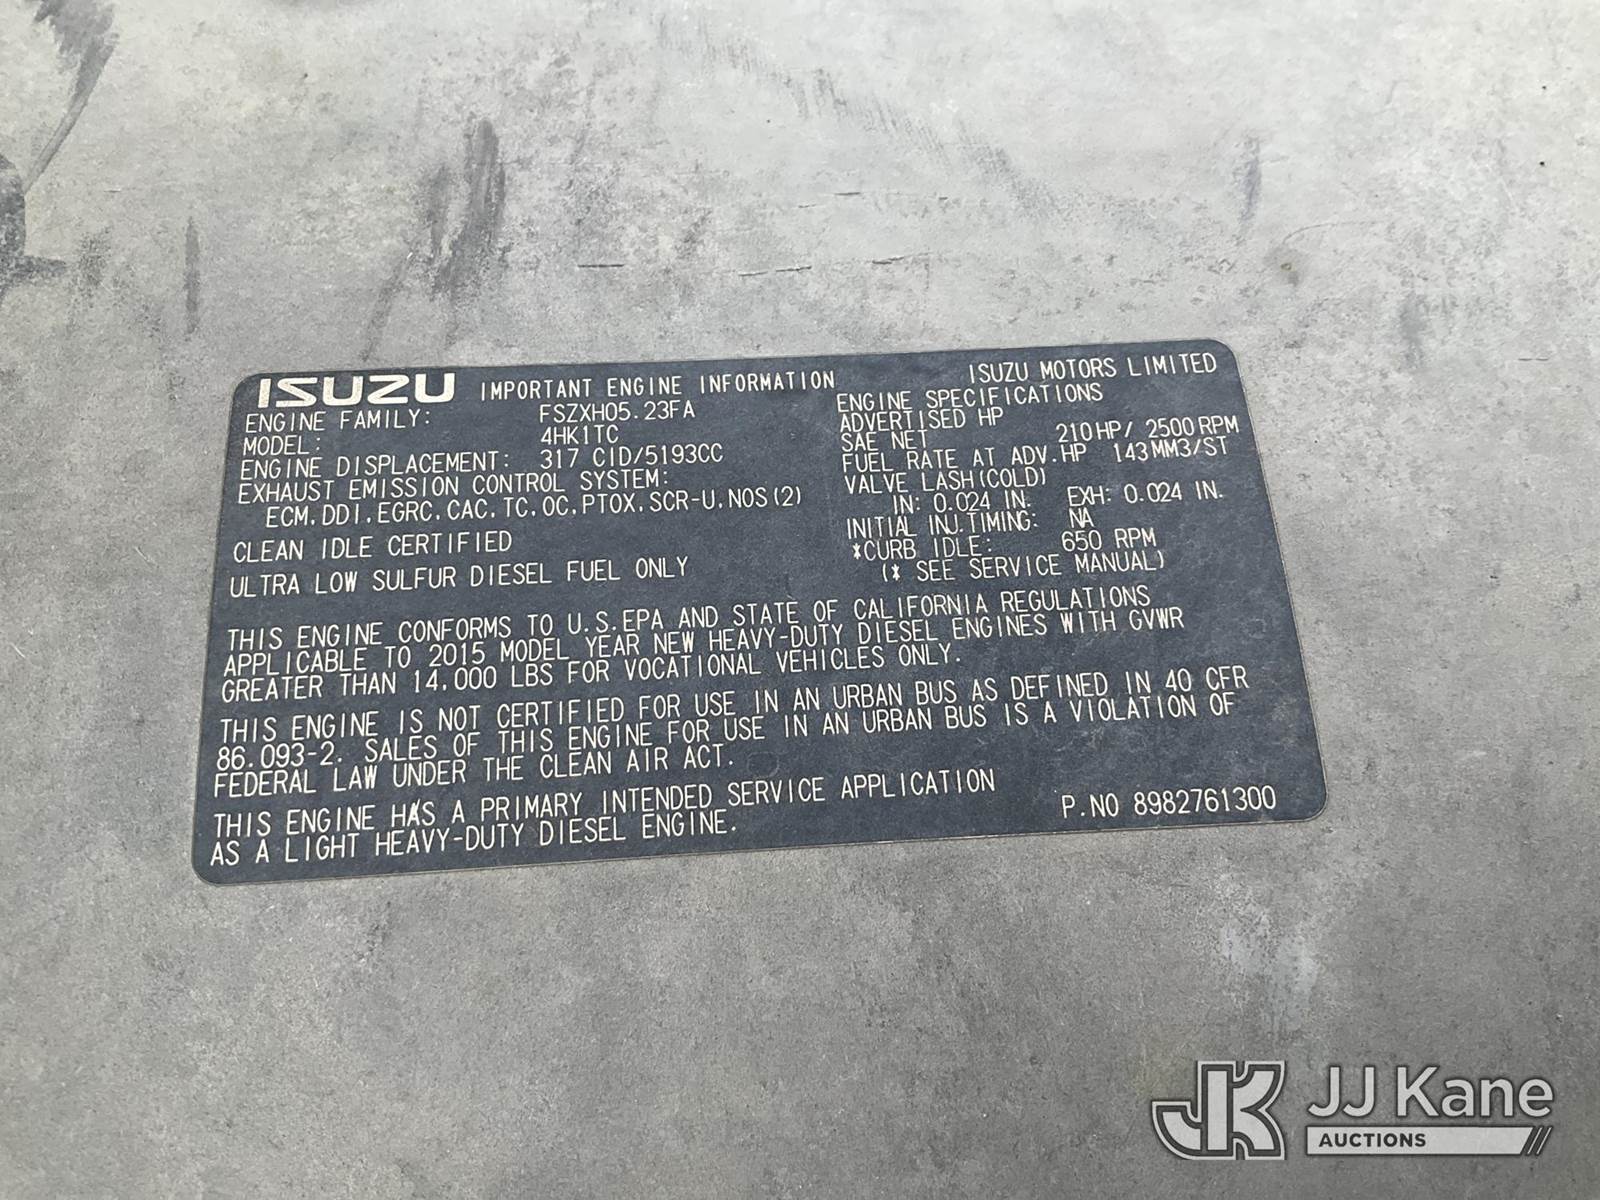 ISUZU IMPORTANT ENGINE INFORMATION ISUZU MOTORS LIMITED
ENGINE FAMILY: FSZXH05.23FA
MODEL: 4HK1TC
ENGINE DISPLACEMENT: 317 CID/5193CC
EXHAUST EMISSION CONTROL SYSTEM:
ECM,DDI,EGRC,CAC,TC,OC,PTOX,SCR-U,NOS(2)
CLEAN IDLE CERTIFIED
ULTRA LOW SULFUR DIESEL FUEL ONLY
ENGINE SPECIFICATIONS
ADVERTISED HP
SAE NET 210HP/ 2500RPM
FUEL RATE AT ADV.HP 143MM3/ST
VALVE LASH(COLD)
IN: 0.024 IN. EXH: 0.024 IN.
INITIAL INJ.TIMING: NA
*CURB IDLE: 650 RPM
(* SEE SERVICE MANUAL)
THIS ENGINE CONFORMS TO U.S.EPA AND STATE OF CALIFORNIA REGULATIONS
APPLICABLE TO 2015 MODEL YEAR NEW HEAVY-DUTY DIESEL ENGINES WITH GVWR
GREATER THAN 14,000 LBS FOR VOCATIONAL VEHICLES ONLY.
THIS ENGINE IS NOT CERTIFIED FOR USE IN AN URBAN BUS AS DEFINED IN 40 CFR
86.093-2. SALES OF THIS ENGINE FOR USE IN AN URBAN BUS IS A VIOLATION OF
FEDERAL LAW UNDER THE CLEAN AIR ACT.
THIS ENGINE HAS A PRIMARY INTENDED SERVICE APPLICATION
AS A LIGHT HEAVY-DUTY DIESEL ENGINE.
P.NO 8982761300
JK JJ Kane
AUCTIONS